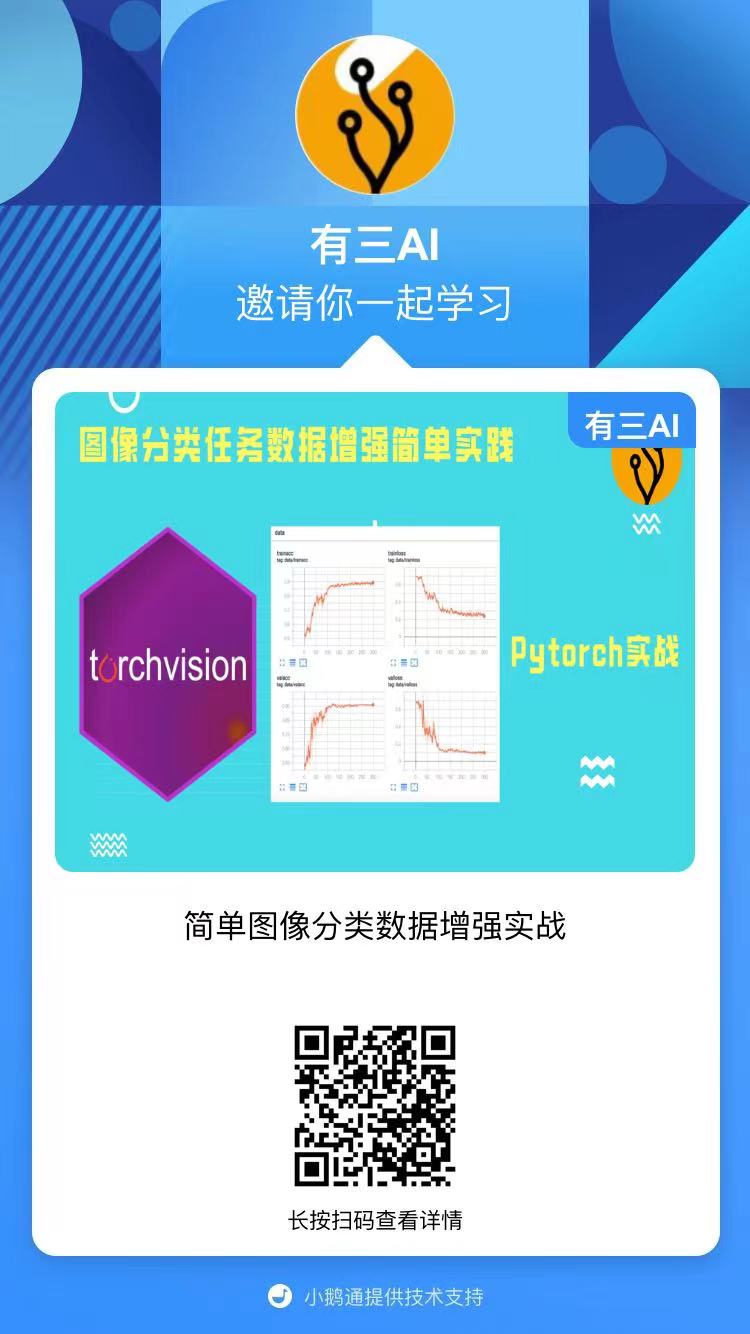 有三AI
邀请你一起学习
有三AI
图像分类任务数据增强简单实践
torchvision
data
trainacc
tag: data/trainacc
trainloss
tag: data/trainloss
valacc
tag: data/valacc
valloss
tag: data/valloss
Pytorch实战
简单图像分类数据增强实战
长按扫码查看详情
小鹅通提供技术支持